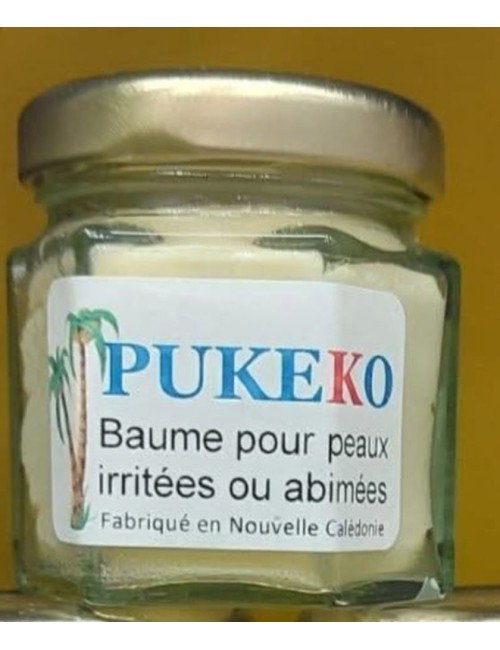 PUKEKO
Baume pour peaux
irritées ou abimées
Fabriqué en Nouvelle Calédonie